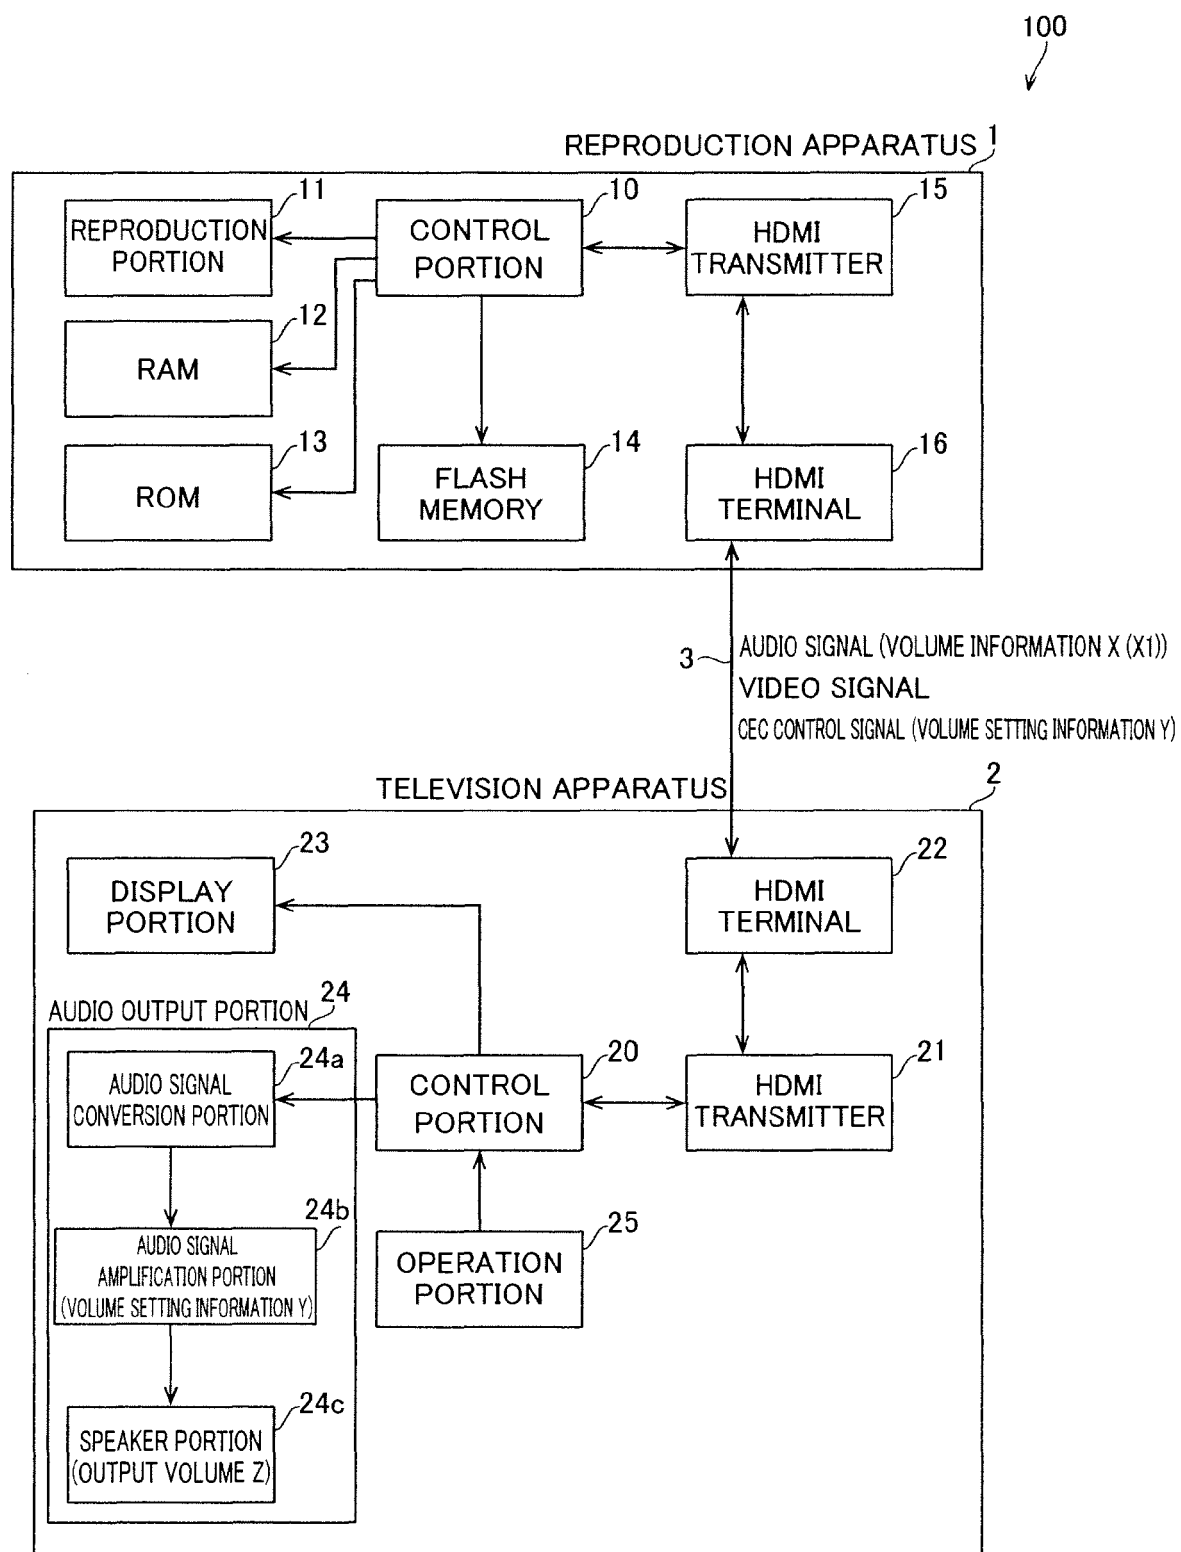 100
REPRODUCTION APPARATUS
1
11
REPRODUCTION
PORTION
10
CONTROL
PORTION
15
HDMI
TRANSMITTER
12
RAM
13
ROM
14
FLASH
MEMORY
16
HDMI
TERMINAL
3
AUDIO SIGNAL (VOLUME INFORMATION X (X1))
VIDEO SIGNAL
CEC CONTROL SIGNAL (VOLUME SETTING INFORMATION Y)
TELEVISION APPARATUS
2
23
DISPLAY
PORTION
22
HDMI
TERMINAL
AUDIO OUTPUT PORTION
24
24a
AUDIO SIGNAL
CONVERSION PORTION
20
CONTROL
PORTION
21
HDMI
TRANSMITTER
24b
AUDIO SIGNAL
AMPLIFICATION PORTION
(VOLUME SETTING INFORMATION Y)
25
OPERATION
PORTION
24c
SPEAKER PORTION
(OUTPUT VOLUME Z)